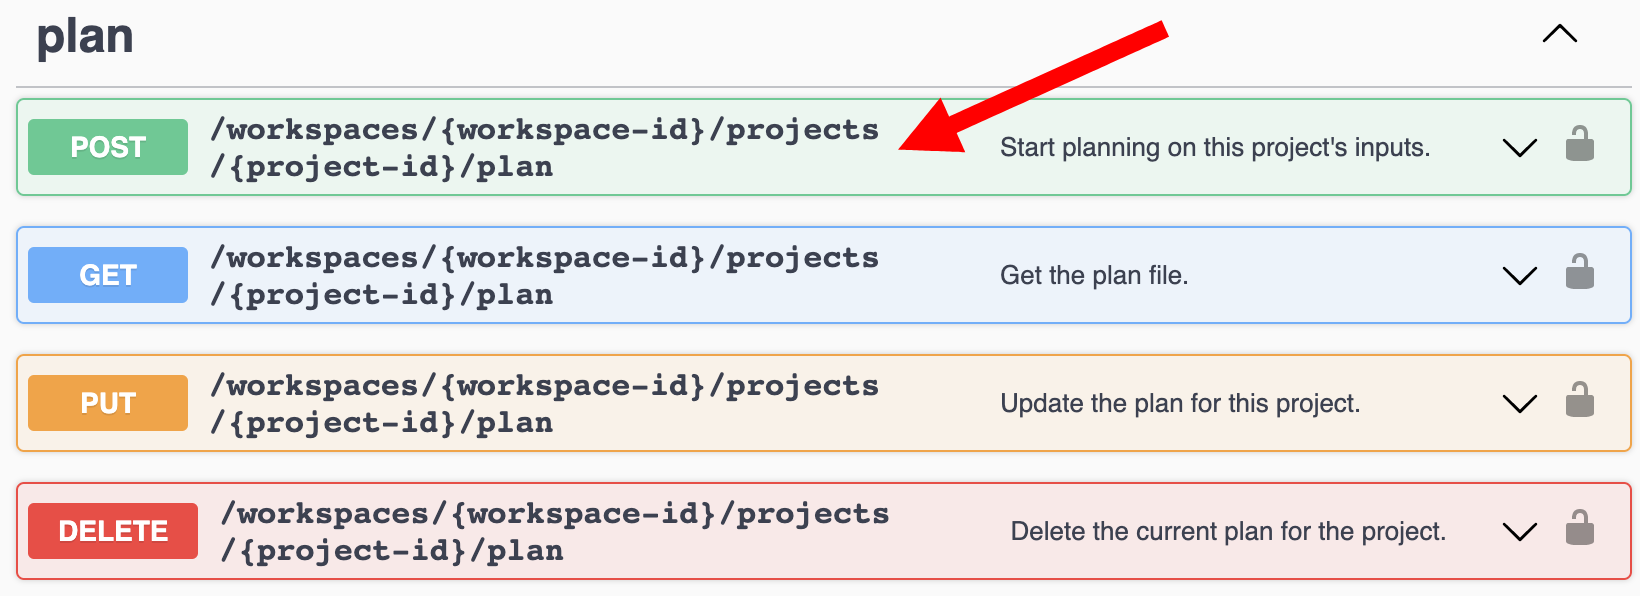 plan
POST /workspaces/{workspace-id}/projects
/{project-id}/plan Start planning on this project's inputs.
GET /workspaces/{workspace-id}/projects
/{project-id}/plan Get the plan file.
PUT /workspaces/{workspace-id}/projects
/{project-id}/plan Update the plan for this project.
DELETE /workspaces/{workspace-id}/projects
/{project-id}/plan Delete the current plan for the project.